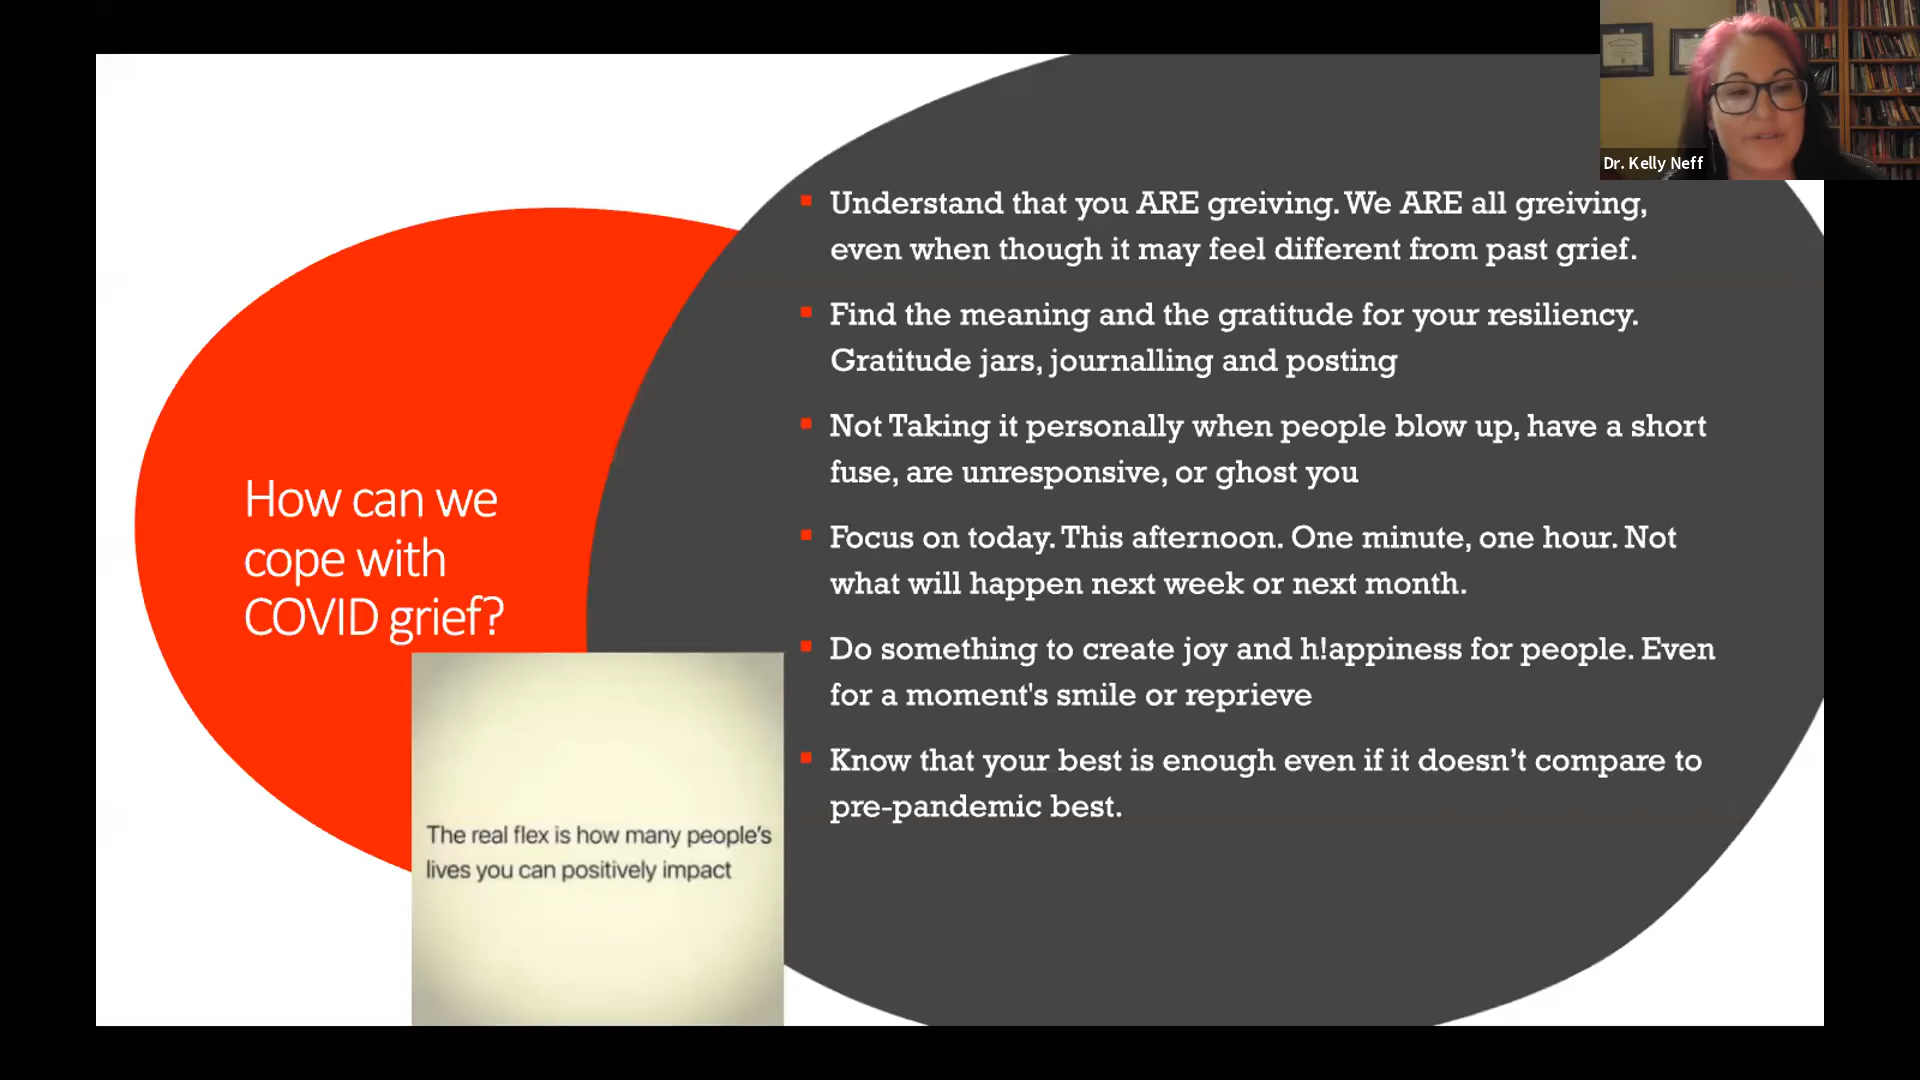 Dr. Kelly Neff
How can we
cope with
COVID grief?
Understand that you ARE greiving. We ARE all greiving,
even when though it may feel different from past grief.
Find the meaning and the gratitude for your resiliency.
Gratitude jars, journalling and posting
Not Taking it personally when people blow up, have a short
fuse, are unresponsive, or ghost you
Focus on today. This afternoon. One minute, one hour. Not
what will happen next week or next month.
Do something to create joy and h!appiness for people. Even
for a moment's smile or reprieve
Know that your best is enough even if it doesn’t compare to
pre-pandemic best.
The real flex is how many people's
lives you can positively impact